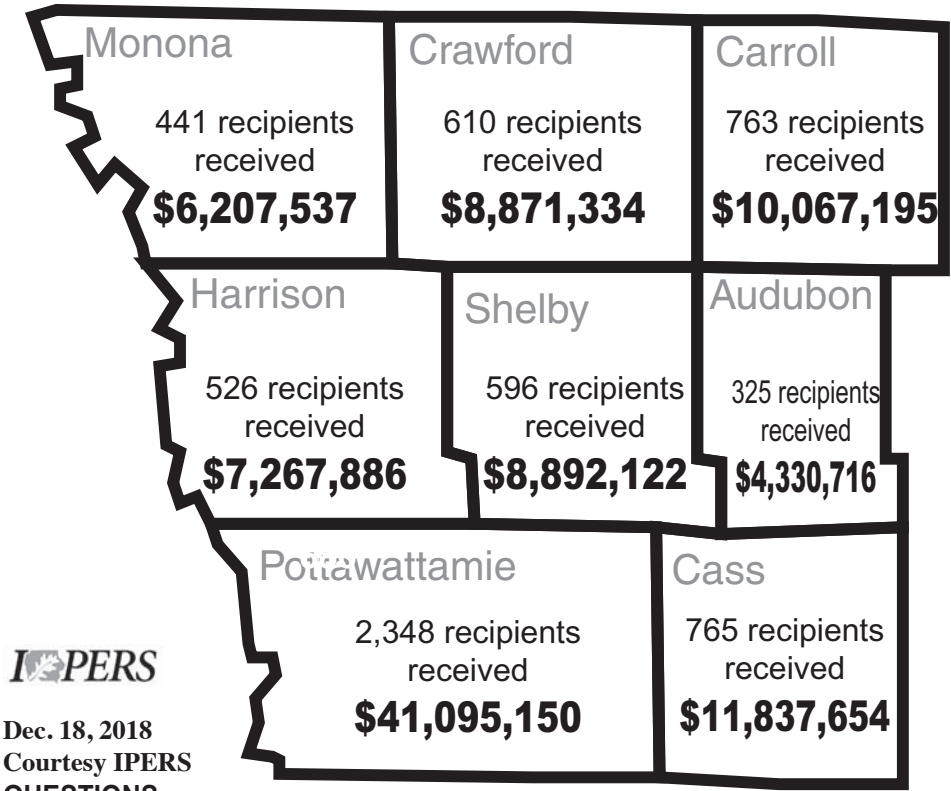 Monona
441 recipients
received
$6,207,537
Crawford
610 recipients
received
$8,871,334
Carroll
763 recipients
received
$10,067,195
Harrison
526 recipients
received
$7,267,886
Shelby
596 recipients
received
$8,892,122
Audubon
325 recipients
received
$4,330,716
Pottawattamie
2,348 recipients
received
$41,095,150
Cass
765 recipients
received
$11,837,654
IPERS
Dec. 18, 2018
Courtesy IPERS
QUESTIONS